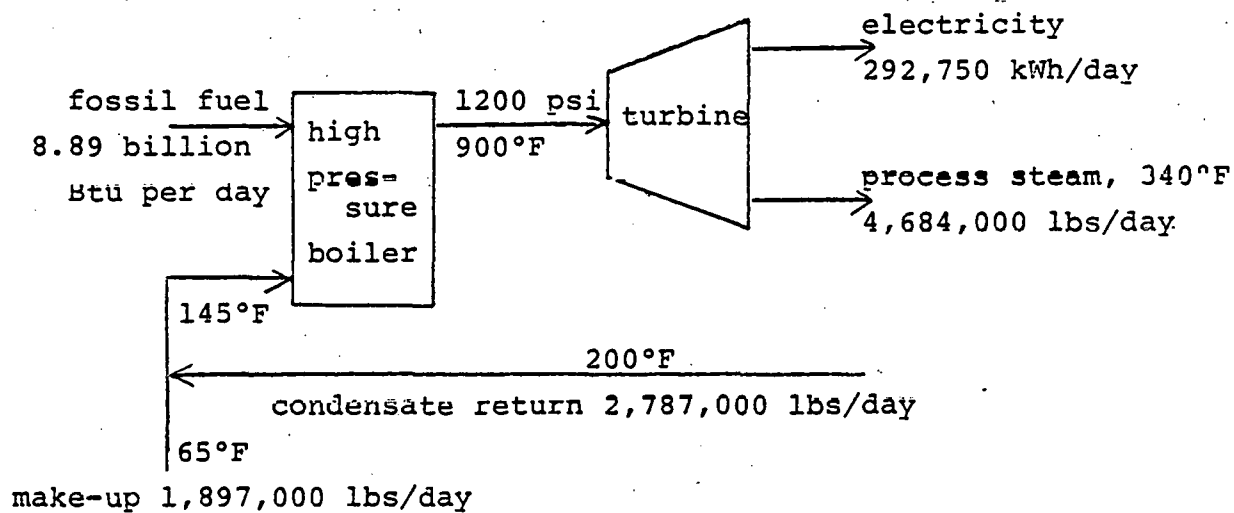 electricity
292,750 kWh/day
fossil fuel
8.89 billion
Btu per day
high
pres-
sure
boiler
1200 psi
900°F
turbine
process steam, 340°F
4,684,000 lbs/day
145°F
200°F
condensate return 2,787,000 lbs/day
65°F
make-up 1,897,000 lbs/day